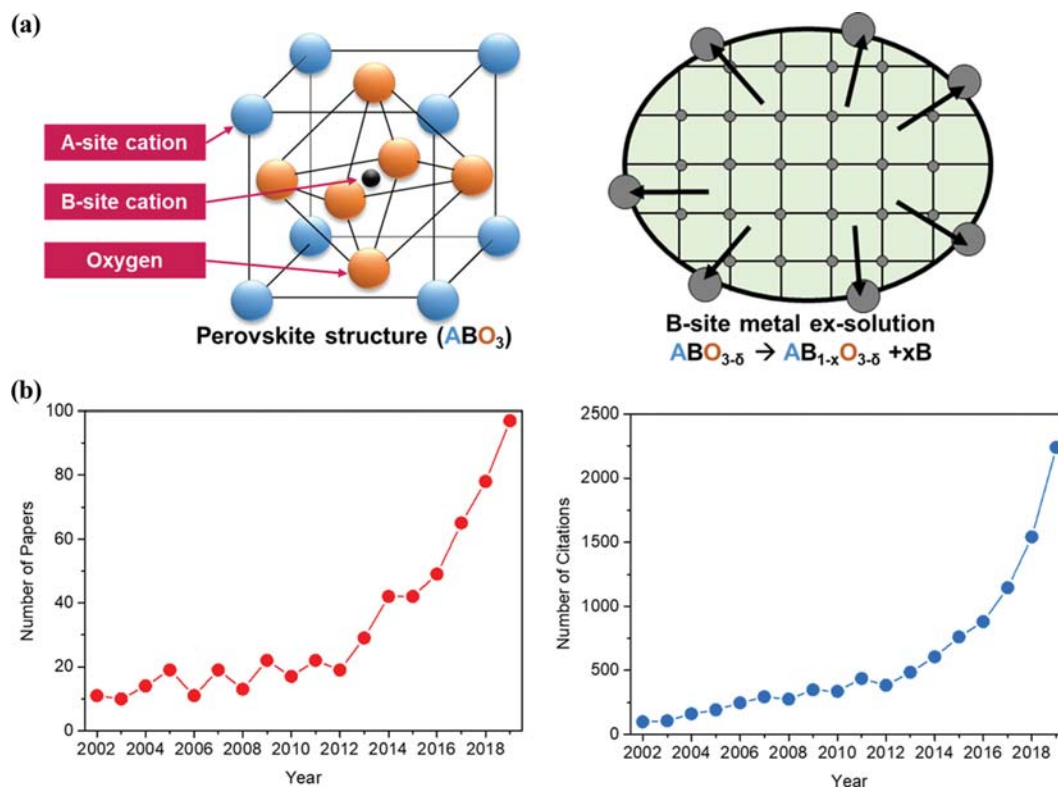 (a)
A-site cation
B-site cation
Oxygen
Perovskite structure (ABO3)
B-site metal ex-solution
ABO3-δ → AB1-xO3-δ +xB
(b)
100
80
60
40
20
0
Number of Papers
2002 2004 2006 2008 2010 2012 2014 2016 2018
Year
2500
2000
1500
1000
500
0
Number of Citations
2002 2004 2006 2008 2010 2012 2014 2016 2018
Year